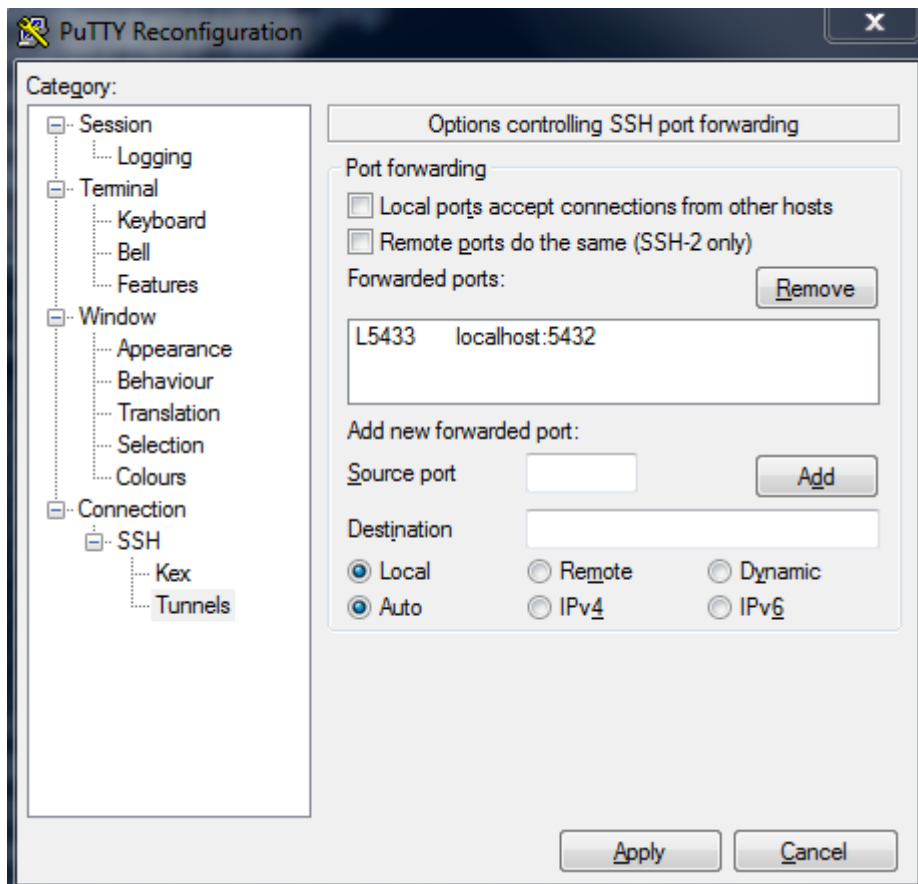 PuTTY Reconfiguration
x
Category:
Session
Logging
Terminal
Keyboard
Bell
Features
Window
Appearance
Behaviour
Translation
Selection
Colours
Connection
SSH
Kex
Tunnels
Options controlling SSH port forwarding
Port forwarding
Local ports accept connections from other hosts
Remote ports do the same (SSH-2 only)
Forwarded ports:
Remove
L5433 localhost:5432
Add new forwarded port:
Source port
Add
Destination
Local Remote Dynamic
Auto IPv4 IPv6
Apply Cancel